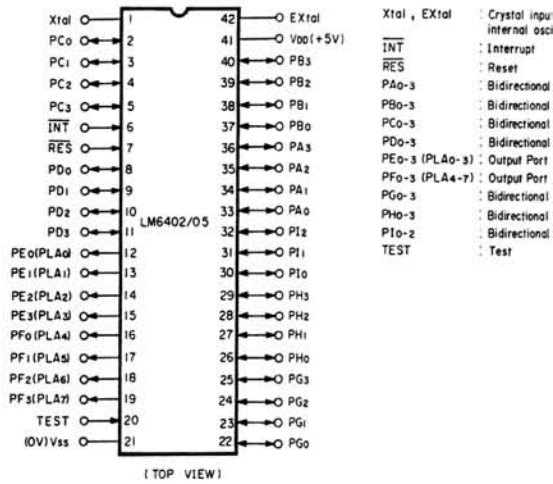 Xtal 1 42 EXtal
PC0 2 41 VDD(+5V)
PC1 3 40 PB3
PC2 4 39 PB2
PC3 5 38 PB1
INT 6 37 PB0
RES 7 36 PA3
PD0 8 35 PA2
PD1 9 34 PA1
PD2 10 33 PA0
LM6402/05
PD3 11 32 PI2
PE0(PLA0) 12 31 PI1
PE1(PLA1) 13 30 PI0
PE2(PLA2) 14 29 PH3
PE3(PLA3) 15 28 PH2
PF0(PLA4) 16 27 PH1
PF1(PLA5) 17 26 PH0
PF2(PLA6) 18 25 PG3
PF3(PLA7) 19 24 PG2
TEST 20 23 PG1
(0V)VSS 21 22 PG0
(TOP VIEW)
Xtal, EXtal : Crystal input
internal osci
INT : Interrupt
RES : Reset
PA0-3 : Bidirectional
PB0-3 : Bidirectional
PC0-3 : Bidirectional
PD0-3 : Bidirectional
PE0-3 (PLA0-3) : Output Port
PF0-3 (PLA4-7) : Output Port
PG0-3 : Bidirectional
PH0-3 : Bidirectional
PI0-2 : Bidirectional
TEST : Test